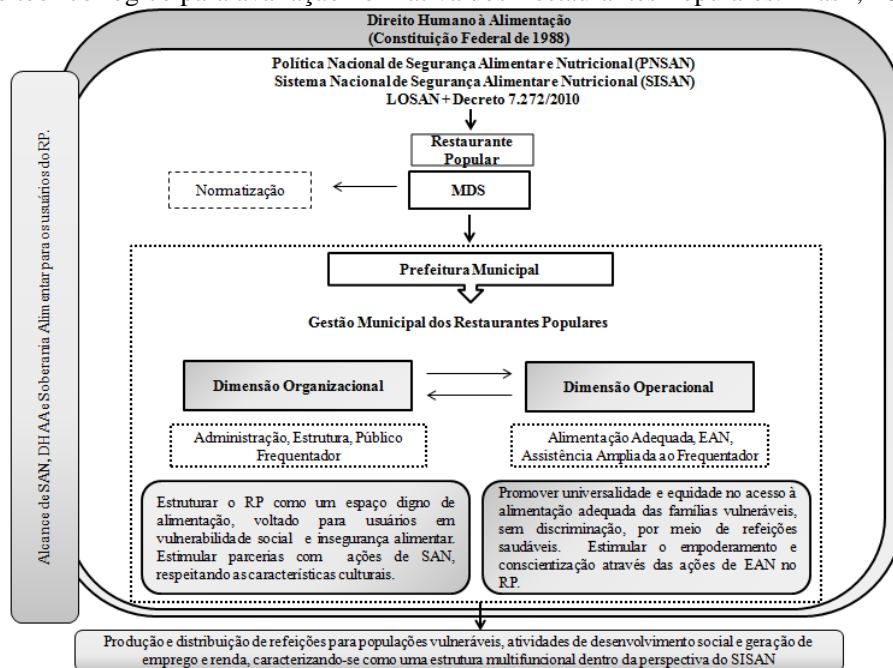 Direito Humano à Alimentação
(Constituição Federal de 1988)
Política Nacional de Segurança Alimentar e Nutricional (PNSAN)
Sistema Nacional de Segurança Alimentar e Nutricional (SISAN)
LOSAN + Decreto 7.272/2010
Restaurante
Popular
MDS
Normatização
Prefeitura Municipal
Gestão Municipal dos Restaurantes Populares
Dimensão Organizacional
Dimensão Operacional
Administração, Estrutura, Público
Frequentador
Alimentação Adequada, EAN,
Assistência Ampliada ao Frequentador
Estruturar o RP como um espaço digno de
alimentação, voltado para usuários em
vulnerabilidade social e insegurança alimentar.
Estimular parcerias com ações de SAN,
respeitando as características culturais.
Promover universalidade e equidade no acesso à
alimentação adequada das famílias vulneráveis,
sem discriminação, por meio de refeições
saudáveis. Estimular o empoderamento e
conscientização através das ações de EAN no
RP.
Alcance de SAN, DHAA e Soberania Alimentar para os usuários do RP.
Produção e distribuição de refeições para populações vulneráveis, atividades de desenvolvimento social e geração de
emprego e renda, caracterizando-se como uma estrutura multifuncional dentro da perspectiva do SISAN